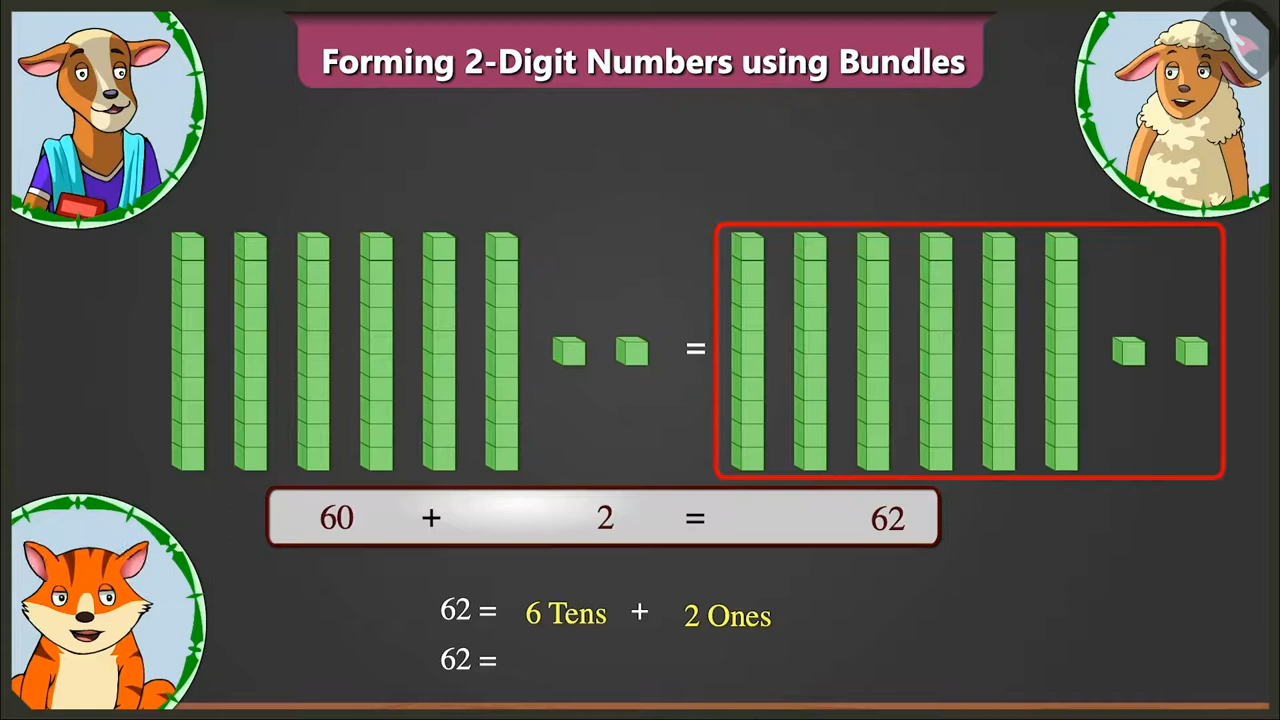 Forming 2-Digit Numbers using Bundles
=
60 + 2 = 62
62 = 6 Tens + 2 Ones
62 =